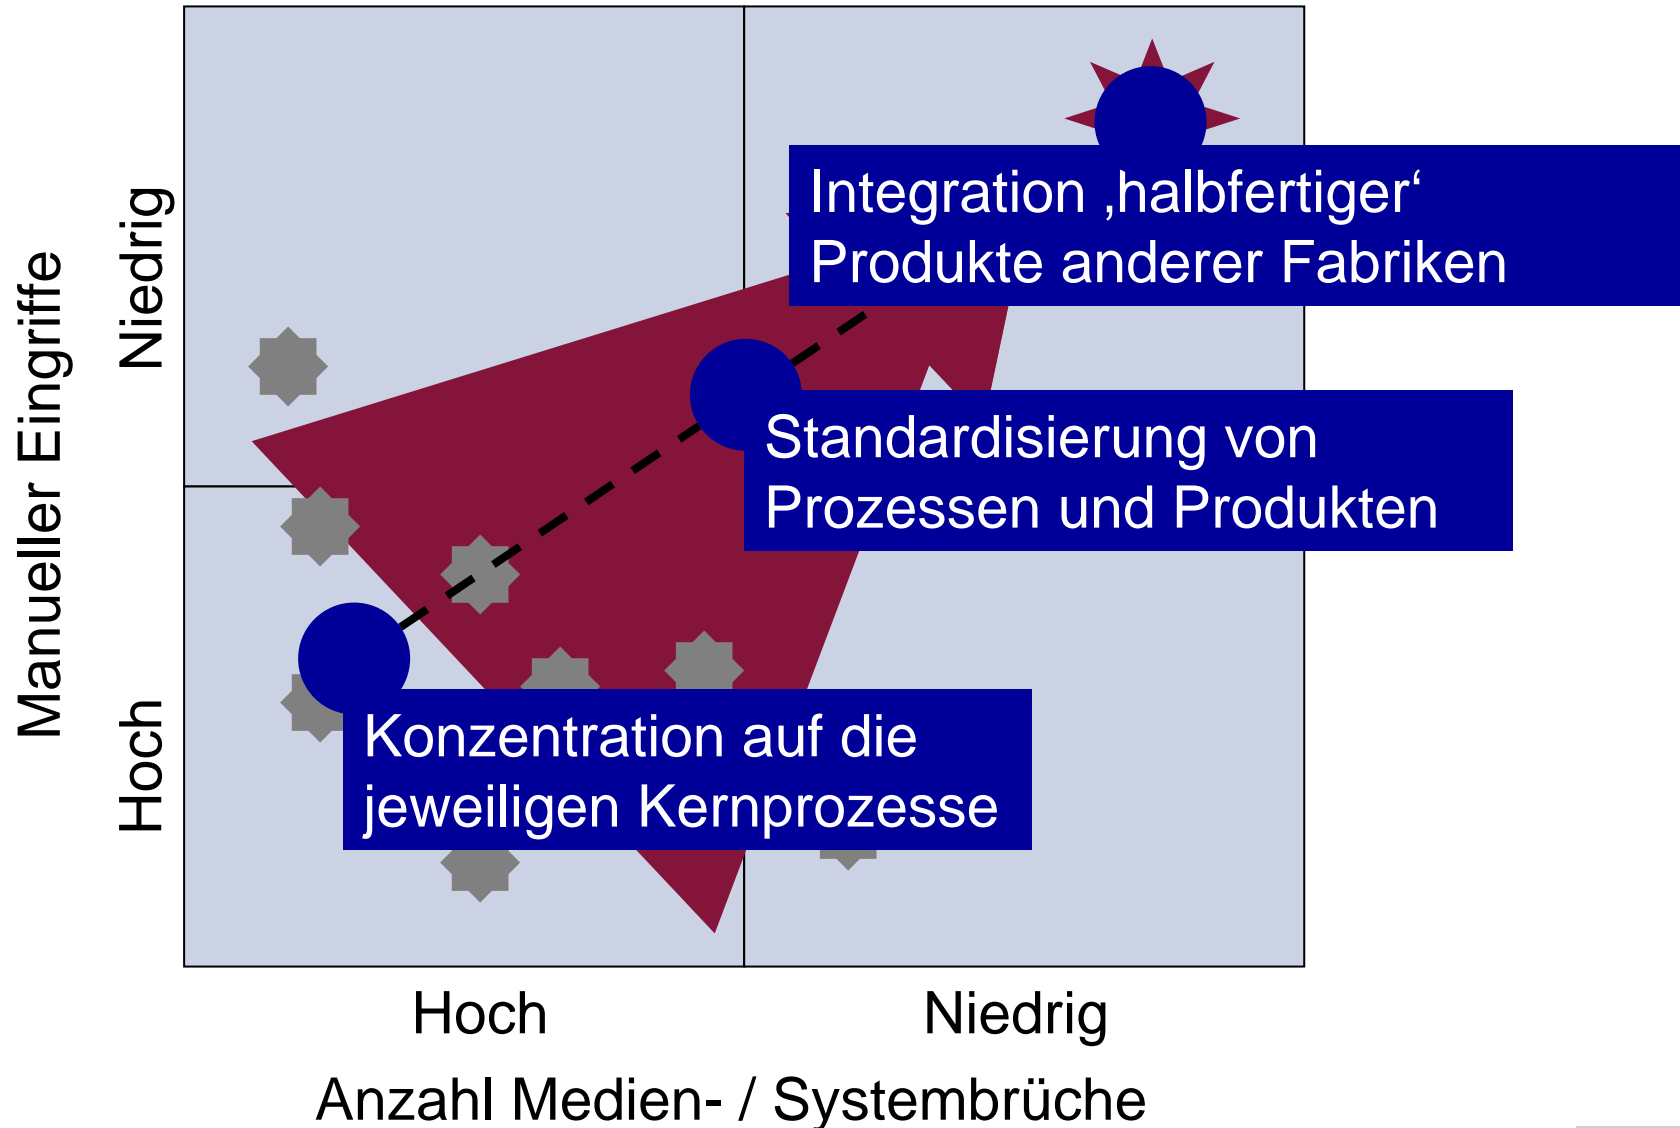 Manueller Eingriffe
Niedrig
Hoch
Integration ‚halbfertiger‘
Produkte anderer Fabriken
Standardisierung von
Prozessen und Produkten
Konzentration auf die
jeweiligen Kernprozesse
Hoch
Niedrig
Anzahl Medien- / Systembrüche